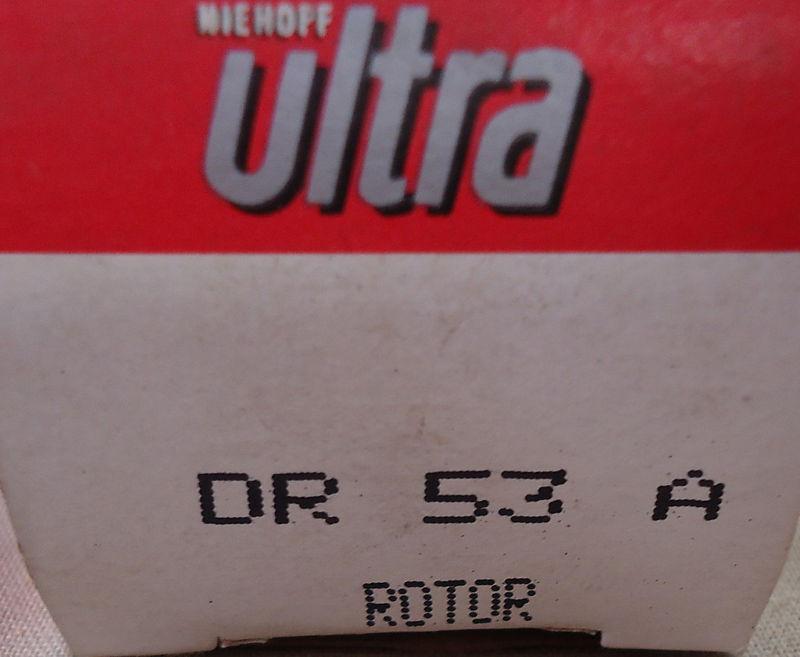 NIEHOFF
ultra
DR 53 A
ROTOR